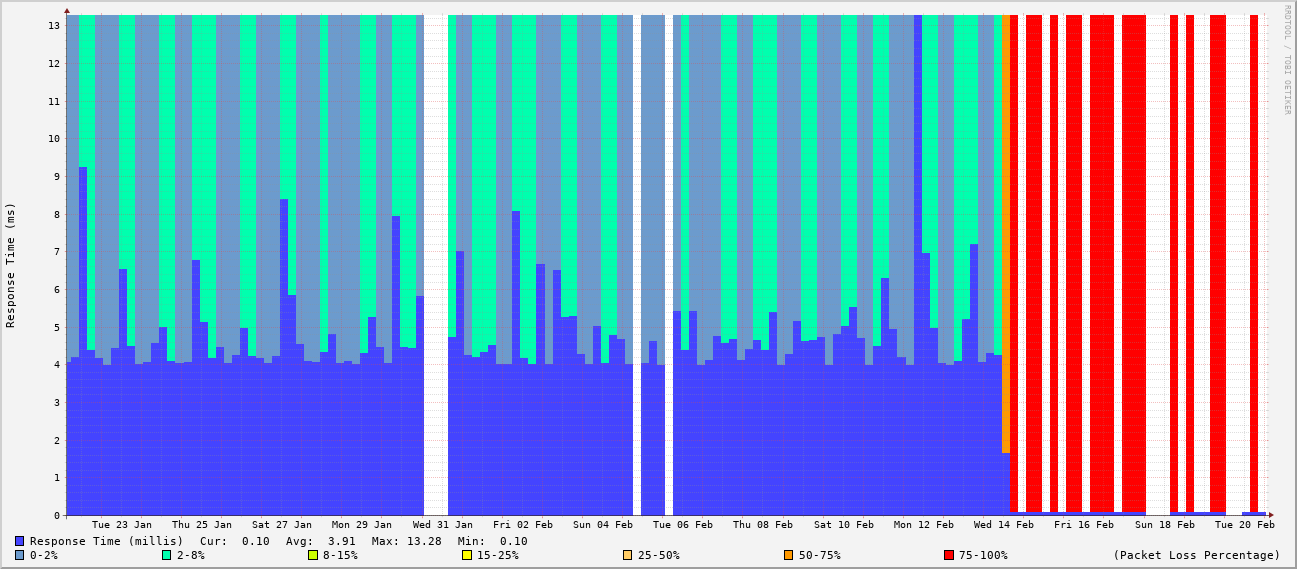 RRDTOOL / TOBI OETIKER
Response Time (ms)
13
12
11
10
9
8
7
6
5
4
3
2
1
0
Tue 23 Jan Thu 25 Jan Sat 27 Jan Mon 29 Jan Wed 31 Jan Fri 02 Feb Sun 04 Feb Tue 06 Feb Thu 08 Feb Sat 10 Feb Mon 12 Feb Wed 14 Feb Fri 16 Feb Sun 18 Feb Tue 20 Feb
Response Time (millis) Cur: 0.10 Avg: 3.91 Max: 13.28 Min: 0.10
0-2% 2-8% 8-15% 15-25% 25-50% 50-75% 75-100% (Packet Loss Percentage)